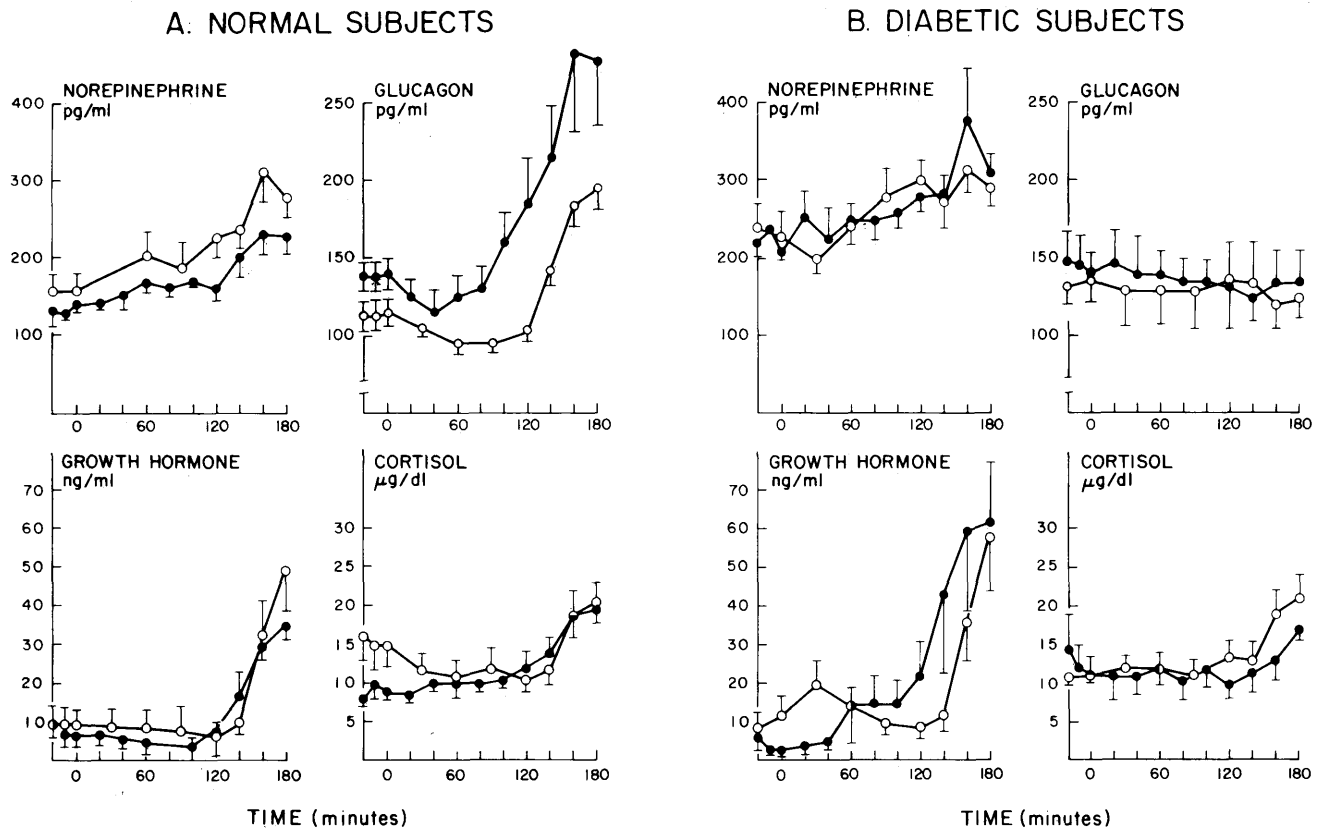 A. NORMAL SUBJECTS
B. DIABETIC SUBJECTS
NOREPINEPHRINE
pg/ml
400
300
200
100
0 60 120 180
GLUCAGON
pg/ml
250
200
150
100
0 60 120 180
NOREPINEPHRINE
pg/ml
400
300
200
100
0 60 120 180
GLUCAGON
pg/ml
250
200
150
100
0 60 120 180
GROWTH HORMONE
ng/ml
70
60
50
40
30
20
10
0 60 120 180
CORTISOL
μg/dl
30
25
20
15
10
5
0 60 120 180
GROWTH HORMONE
ng/ml
70
60
50
40
30
20
10
0 60 120 180
CORTISOL
μg/dl
30
25
20
15
10
5
0 60 120 180
TIME (minutes)
TIME (minutes)